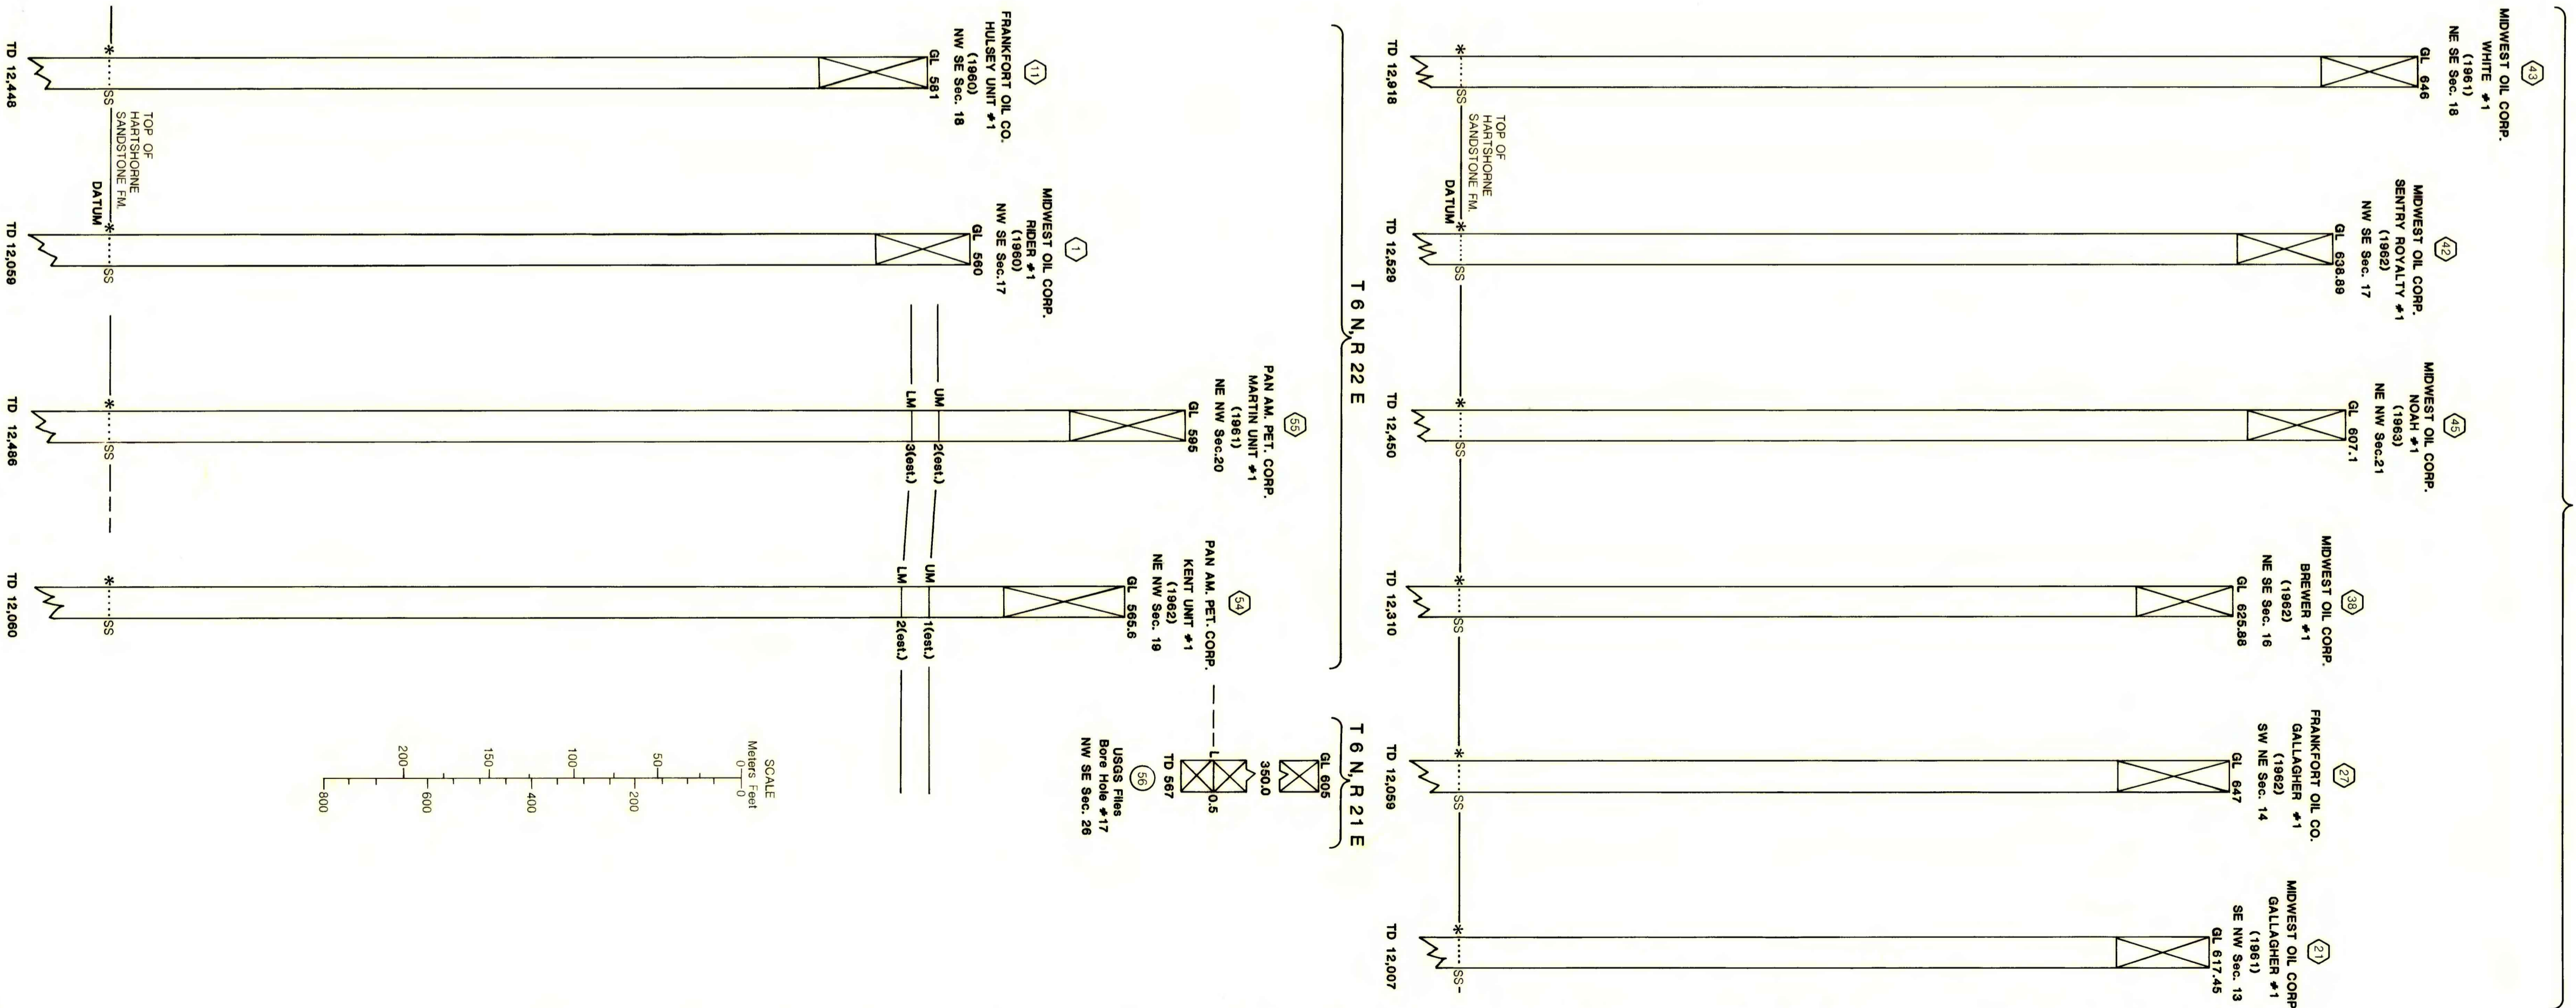 43
MIDWEST OIL CORP.
WHITE #1
(1961)
NE SE Sec. 18
GL 646
*
SS
TD 12,918
TOP OF
HARTSHORNE
SANDSTONE FM.
DATUM
42
MIDWEST OIL CORP.
SENTRY ROYALTY #1
(1962)
NW SE Sec. 17
GL 638.89
*
SS
TD 12,529
45
MIDWEST OIL CORP.
NOAH #1
(1963)
NE NW Sec.21
GL 607.1
*
SS
TD 12,450
38
MIDWEST OIL CORP.
BREWER #1
(1962)
NE SE Sec. 16
GL 625.88
*
SS
TD 12,310
27
FRANKFORT OIL CO.
GALLAGHER #1
(1962)
SW NE Sec. 14
GL 647
*
SS
TD 12,059
21
MIDWEST OIL CORP
GALLAGHER #1
(1961)
SE NW Sec. 13
GL 617.45
*
SS
TD 12,007
T 6 N, R 22 E
T 6 N, R 21 E
11
FRANKFORT OIL CO.
HULSEY UNIT #1
(1960)
NW SE Sec. 18
GL 581
*
SS
TD 12,448
TOP OF
HARTSHORNE
SANDSTONE FM.
DATUM
1
MIDWEST OIL CORP.
RIDER #1
(1960)
NW SE Sec.17
GL 560
*
SS
TD 12,059
55
PAN AM. PET. CORP.
MARTIN UNIT #1
(1961)
NE NW Sec.20
GL 595
UM 2(est.)
LM 3(est.)
*
SS
TD 12,486
54
PAN AM. PET. CORP.
KENT UNIT #1
(1962)
NE NW Sec. 19
GL 565.6
UM 1(est.)
LM 2(est.)
*
SS
TD 12,060
GL 605
350.0
L 0.5
TD 567
56
USGS Files
Bore Hole #17
NW SE Sec. 26
SCALE
Meters Feet
0 0
50
100
150
200
200
400
600
800